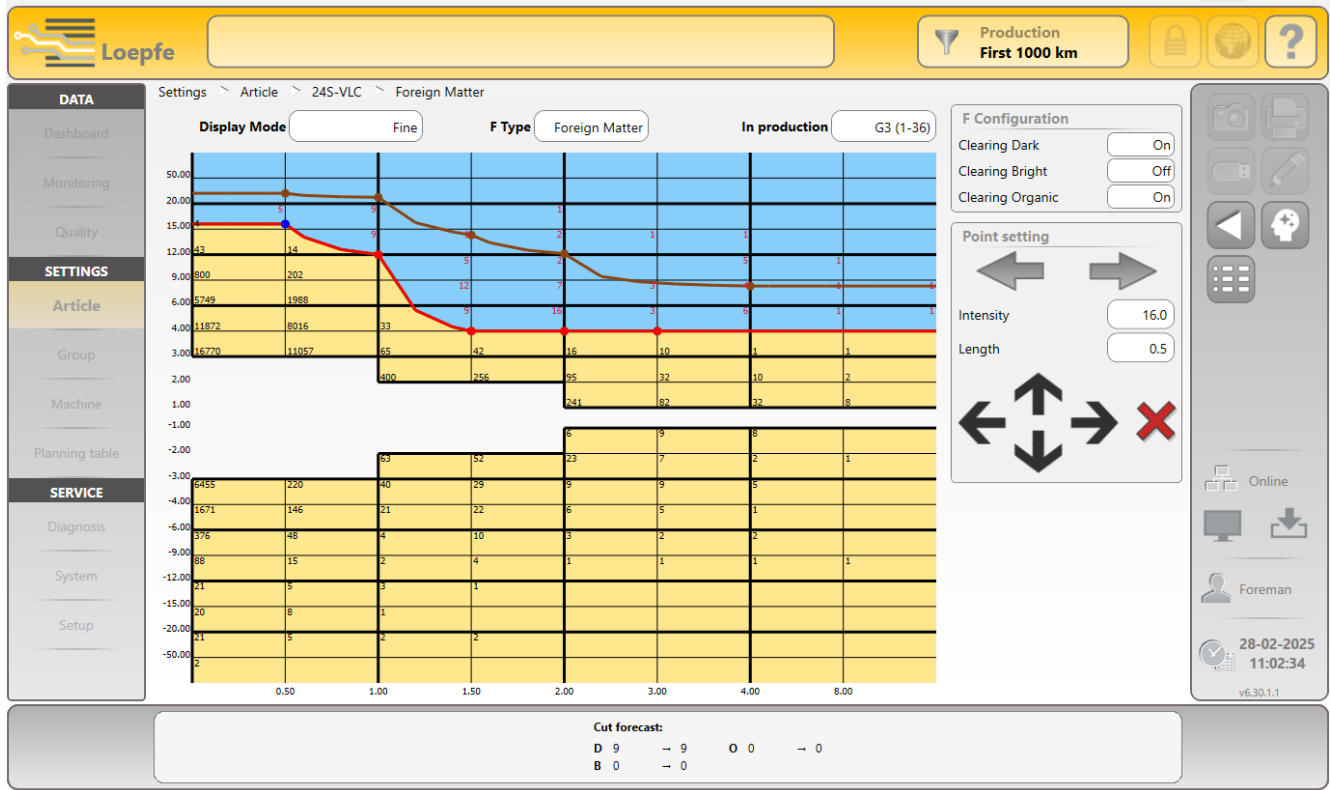 Loepfe
Production
First 1000 km
?
DATA
Dashboard
Monitoring
Quality
SETTINGS
Article
Group
Machine
Planning table
SERVICE
Diagnosis
System
Setup
Settings > Article > 24S-VLC > Foreign Matter
Display Mode Fine F Type Foreign Matter In production G3 (1-36)
50.00
20.00
5 9 1
15.00 4
9 2 1 1
12.00 43 14
5 2 5 1
9.00 800 202
12 7 3 1 1
6.00 5749 1988
9 16 3 6 1 1
4.00 11872 8016 33
3.00 16770 11057 65 42 16 10 1 1
2.00 400 256 95 32 10 2
1.00 241 82 32 8
-1.00 6 9 8
-2.00 63 52 23 7 2 1
-3.00 6455 220 40 29 9 9 5
-4.00 1671 146 21 22 6 5 1
-6.00 376 48 4 10 3 2 2
-9.00 88 15 2 4 1 1 1 1
-12.00 21 5 3 1
-15.00 20 8 1
-20.00 21 5 2 2
-50.00 2
0.50 1.00 1.50 2.00 3.00 4.00 8.00
F Configuration
Clearing Dark On
Clearing Bright Off
Clearing Organic On
Point setting
Intensity 16.0
Length 0.5
Online
Foreman
28-02-2025
11:02:34
v6.30.1.1
Cut forecast:
D 9 → 9 O 0 → 0
B 0 → 0